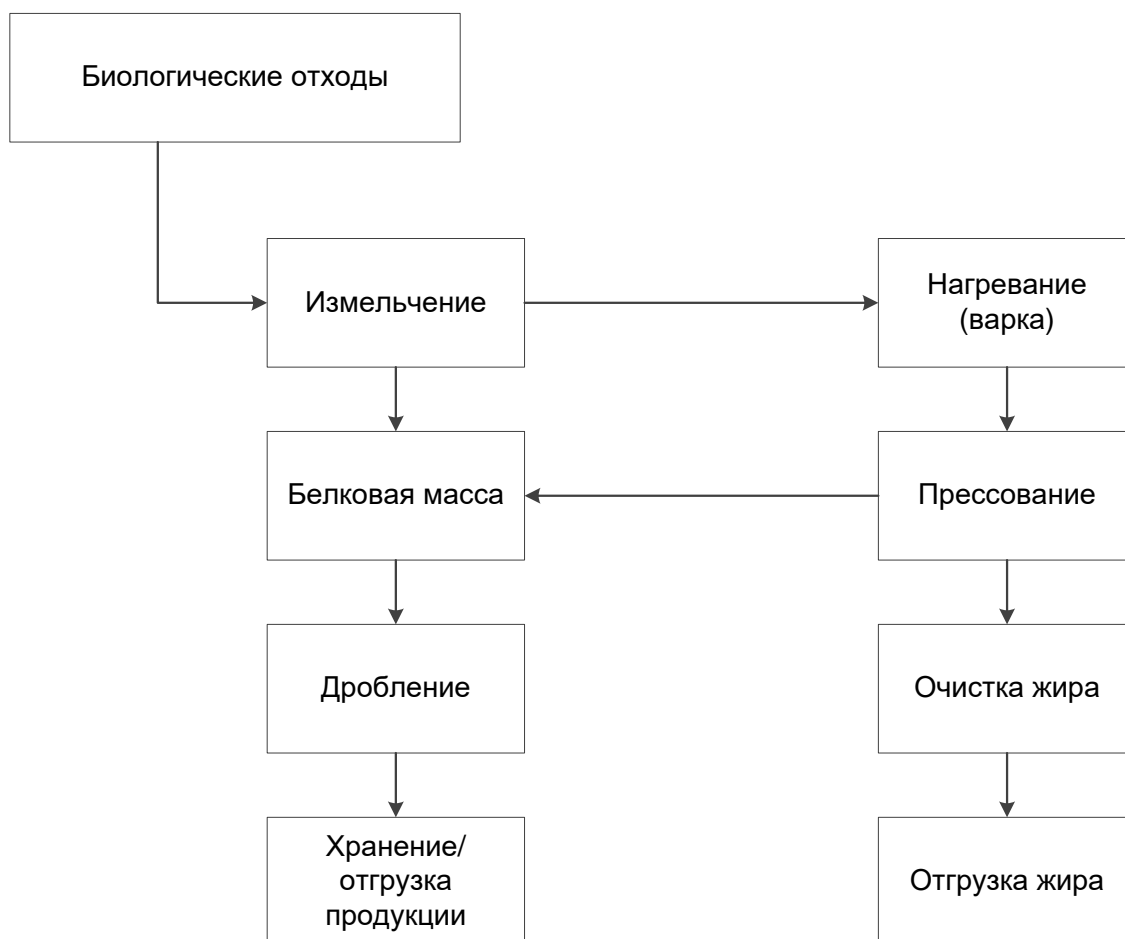 Биологические отходы
Измельчение
Нагревание
(варка)
Белковая масса
Прессование
Дробление
Очистка жира
Хранение/
отгрузка
продукции
Отгрузка жира